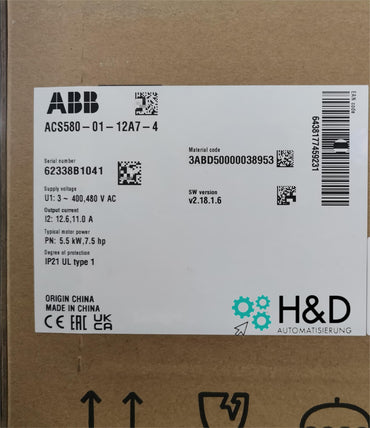 ABB
ACS580-01-12A7-4
Serial number
62338B1041
Material code
3ABD50000038953
EAN code
6438177459231
Supply voltage
U1: 3~ 400,480 V AC
SW version
v2.18.1.6
Output current
I2: 12.6,11.0 A
Typical motor power
PN: 5.5 kW,7.5 hp
Degree of protection
IP21 UL type 1
ORIGIN CHINA
MADE IN CHINA
CE EAC UK CA
H&D
AUTOMATISIERUNG